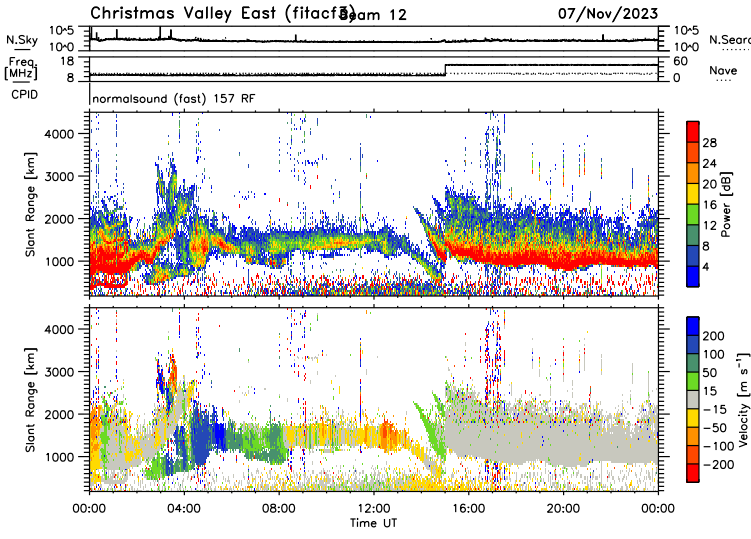 Christmas Valley East (fitacf3) Beam 12 07/Nov/2023
N.Sky 10^5 10^0 10^5 10^0 N.Searc
Freq. [MHz] 18 8 60 0 Nave
CPID normalsound (fast) 157 RF
Slant Range [km] 4000 3000 2000 1000
Power [dB] 28 24 20 16 12 8 4
Slant Range [km] 4000 3000 2000 1000
Velocity [m s⁻¹] 200 100 50 15 −15 −50 −100 −200
00:00 04:00 08:00 12:00 16:00 20:00 00:00
Time UT